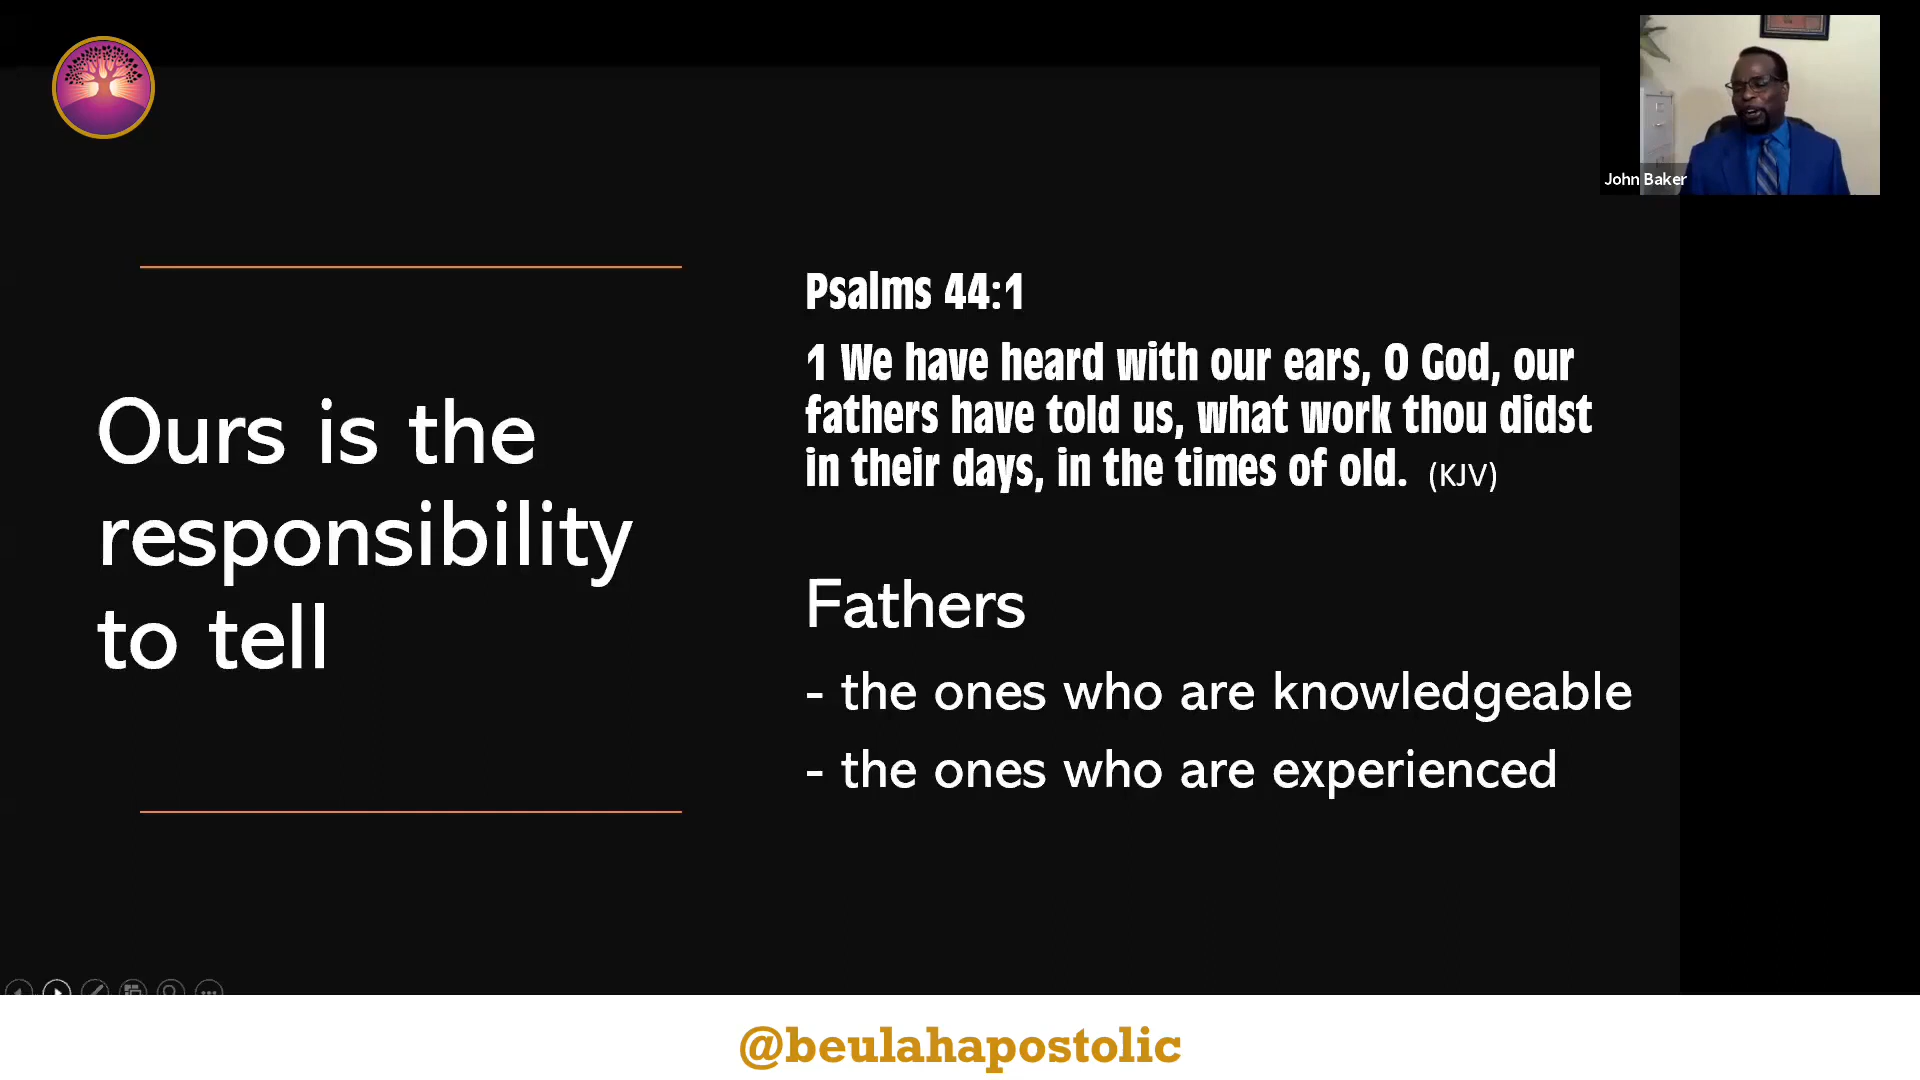 John Baker
Ours is the
responsibility
to tell
Psalms 44:1
1 We have heard with our ears, O God, our
fathers have told us, what work thou didst
in their days, in the times of old. (KJV)
Fathers
- the ones who are knowledgeable
- the ones who are experienced
@beulahapostolic